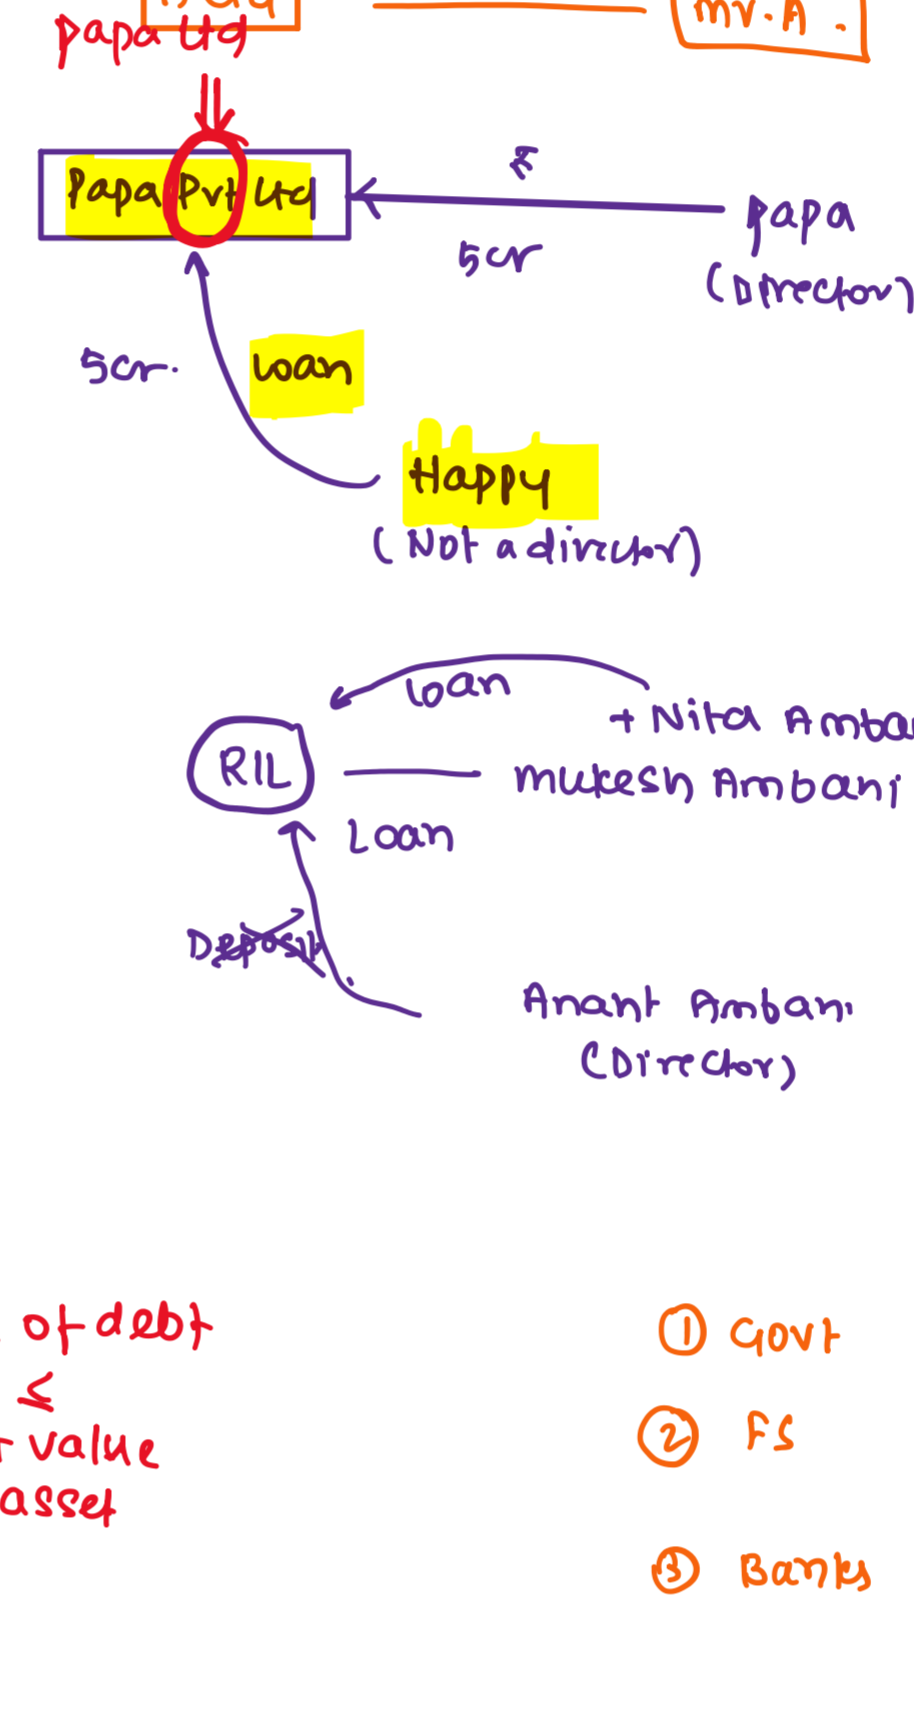 mr. A.
papa Ltd
Papa Pvt Ltd
₹
5cr
papa
(Director)
5cr.
Loan
Happy
(Not a director)
Loan
+ Nita
RIL
mukesh Ambani
Loan
Deposit
Anant Ambani
(Director)
of debt
① Govt
≤
value
② FS
asset
③ Banks